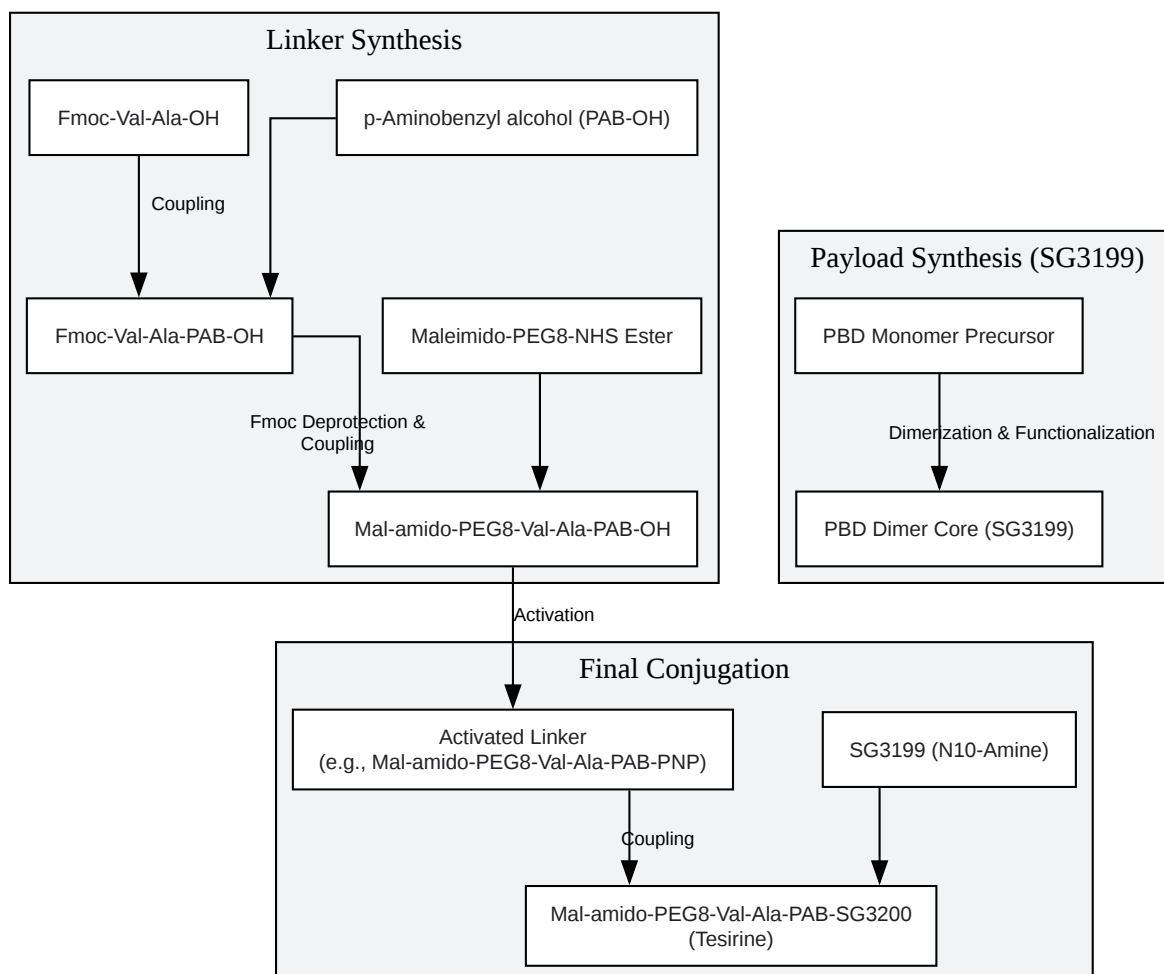 Linker Synthesis
Fmoc-Val-Ala-OH
p-Aminobenzyl alcohol (PAB-OH)
Coupling
Fmoc-Val-Ala-PAB-OH
Maleimido-PEG8-NHS Ester
Fmoc Deprotection &
Coupling
Mal-amido-PEG8-Val-Ala-PAB-OH
Payload Synthesis (SG3199)
PBD Monomer Precursor
Dimerization & Functionalization
PBD Dimer Core (SG3199)
Activation
Final Conjugation
Activated Linker
(e.g., Mal-amido-PEG8-Val-Ala-PAB-PNP)
SG3199 (N10-Amine)
Coupling
Mal-amido-PEG8-Val-Ala-PAB-SG3200
(Tesirine)